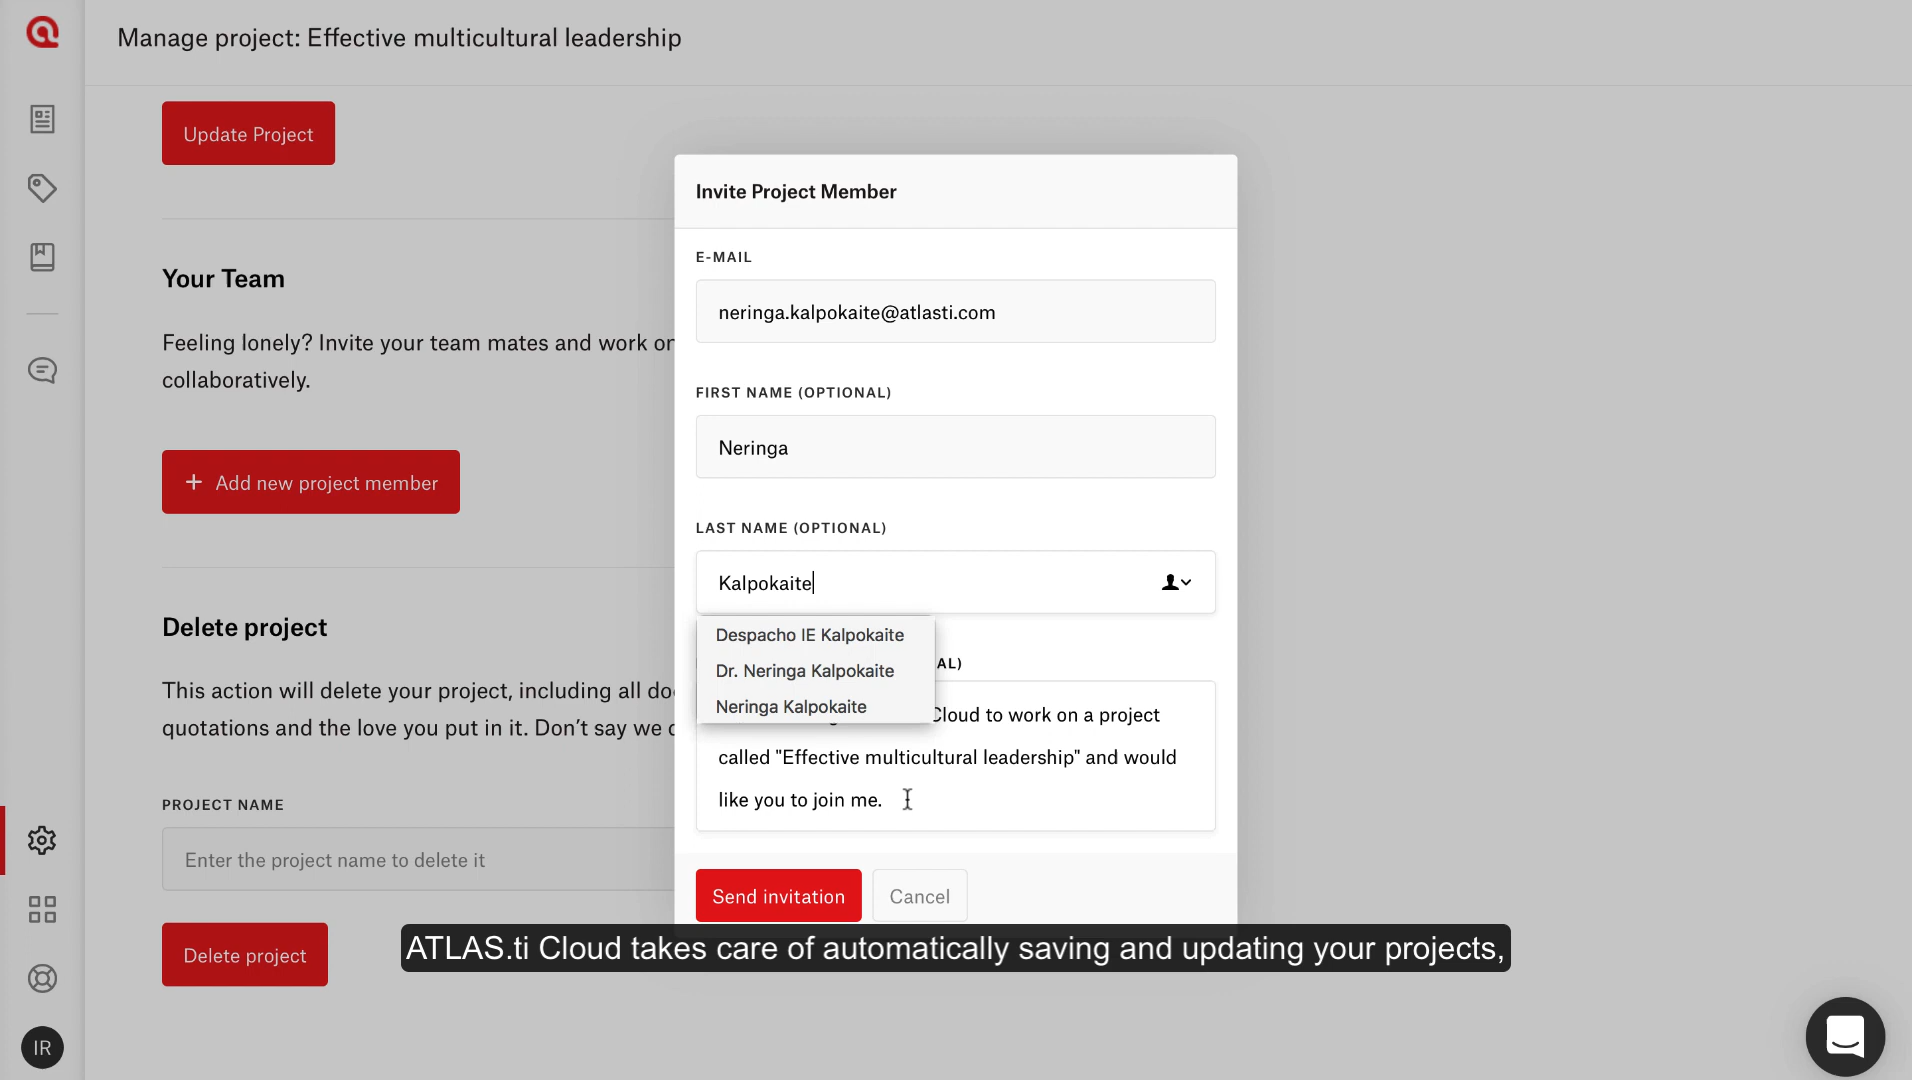 Manage project: Effective multicultural leadership
Update Project
Your Team
Feeling lonely? Invite your team mates and work on
collaboratively.
Add new project member
Delete project
This action will delete your project, including all
quotations and the love you put in it. Don’t say we
PROJECT NAME
Enter the project name to delete it
Delete project
IR
Invite Project Member
E-MAIL
neringa.kalpokaite@atlasti.com
FIRST NAME (OPTIONAL)
Neringa
LAST NAME (OPTIONAL)
Kalpokaite
Despacho IE Kalpokaite
Dr. Neringa Kalpokaite
Neringa Kalpokaite
Cloud to work on a project
called "Effective multicultural leadership" and would
like you to join me.
Send invitation
Cancel
ATLAS.ti Cloud takes care of automatically saving and updating your projects,